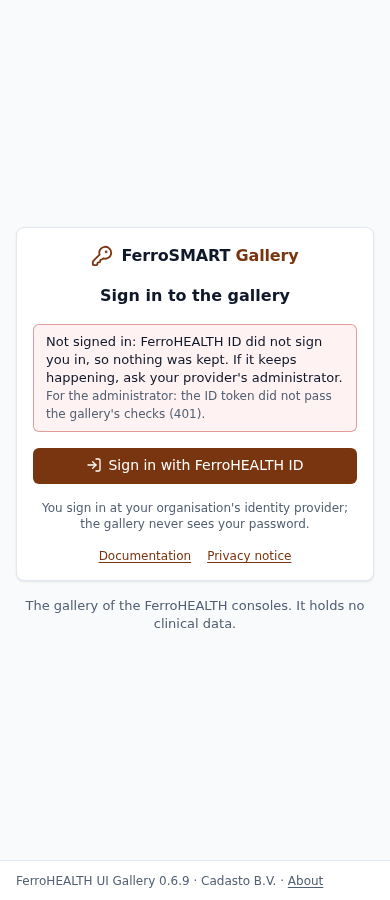 FerroSMART Gallery
Sign in to the gallery
Not signed in: FerroHEALTH ID did not sign
you in, so nothing was kept. If it keeps
happening, ask your provider's administrator.
For the administrator: the ID token did not pass
the gallery's checks (401).
Sign in with FerroHEALTH ID
You sign in at your organisation's identity provider;
the gallery never sees your password.
Documentation Privacy notice
The gallery of the FerroHEALTH consoles. It holds no
clinical data.
FerroHEALTH UI Gallery 0.6.9 · Cadasto B.V. · About